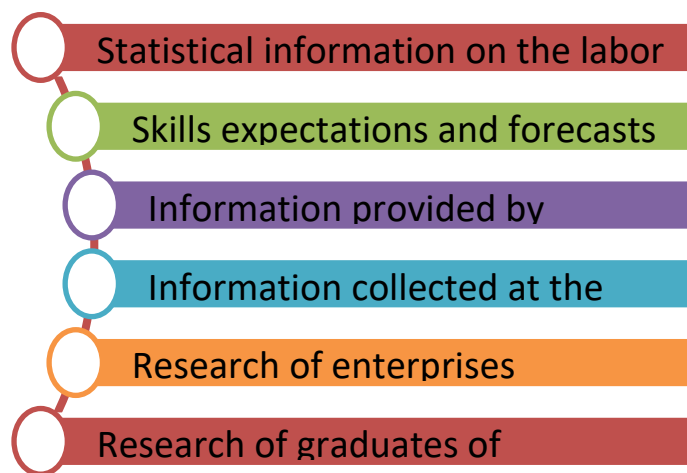 Statistical information on the labor
Skills expectations and forecasts
Information provided by
Information collected at the
Research of enterprises
Research of graduates of